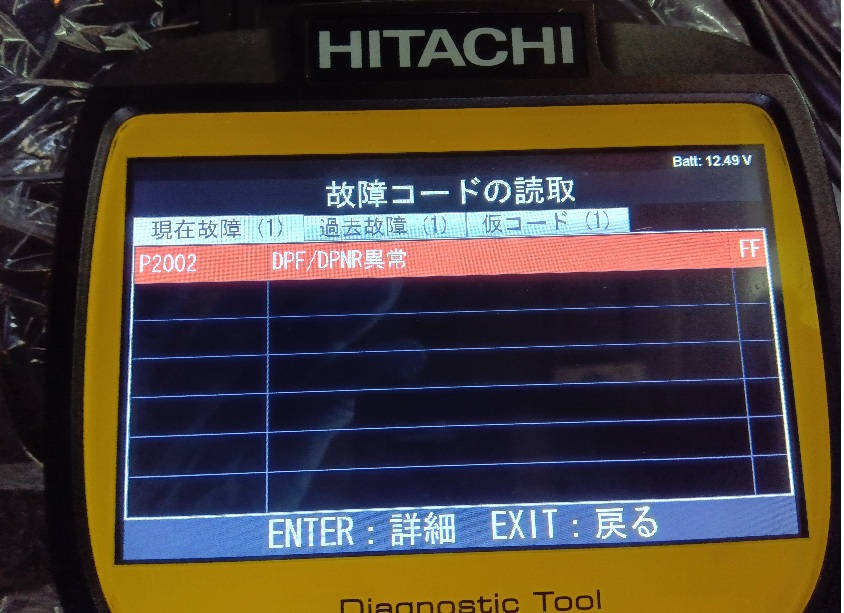 HITACHI
Batt: 12.49 V
故障コードの読取
現在故障 (1) 過去故障 (1) 仮コード (1)
P2002 DPF/DPNR異常 FF
ENTER：詳細 EXIT：戻る
Diagnostic Tool